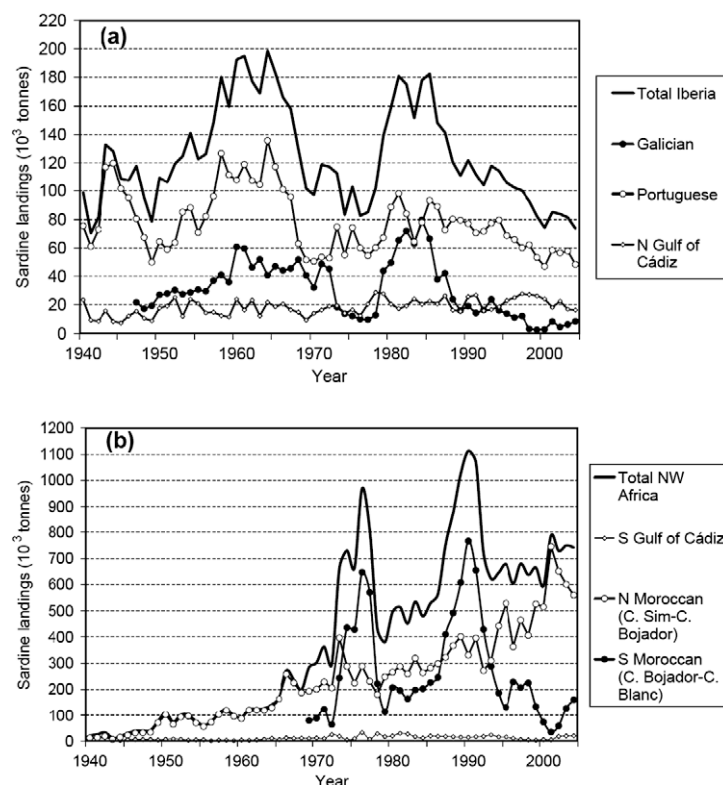 (a)
Sardine landings (10³ tonnes)
220
200
180
160
140
120
100
80
60
40
20
0
1940 1950 1960 1970 1980 1990 2000
Year
Total Iberia
Galician
Portuguese
N Gulf of Cádiz
(b)
Sardine landings (10³ tonnes)
1200
1100
1000
900
800
700
600
500
400
300
200
100
0
1940 1950 1960 1970 1980 1990 2000
Year
Total NW
Africa
S Gulf of Cádiz
N Moroccan
(C. Sim-C.
Bojador)
S Moroccan
(C. Bojador-C.
Blanc)